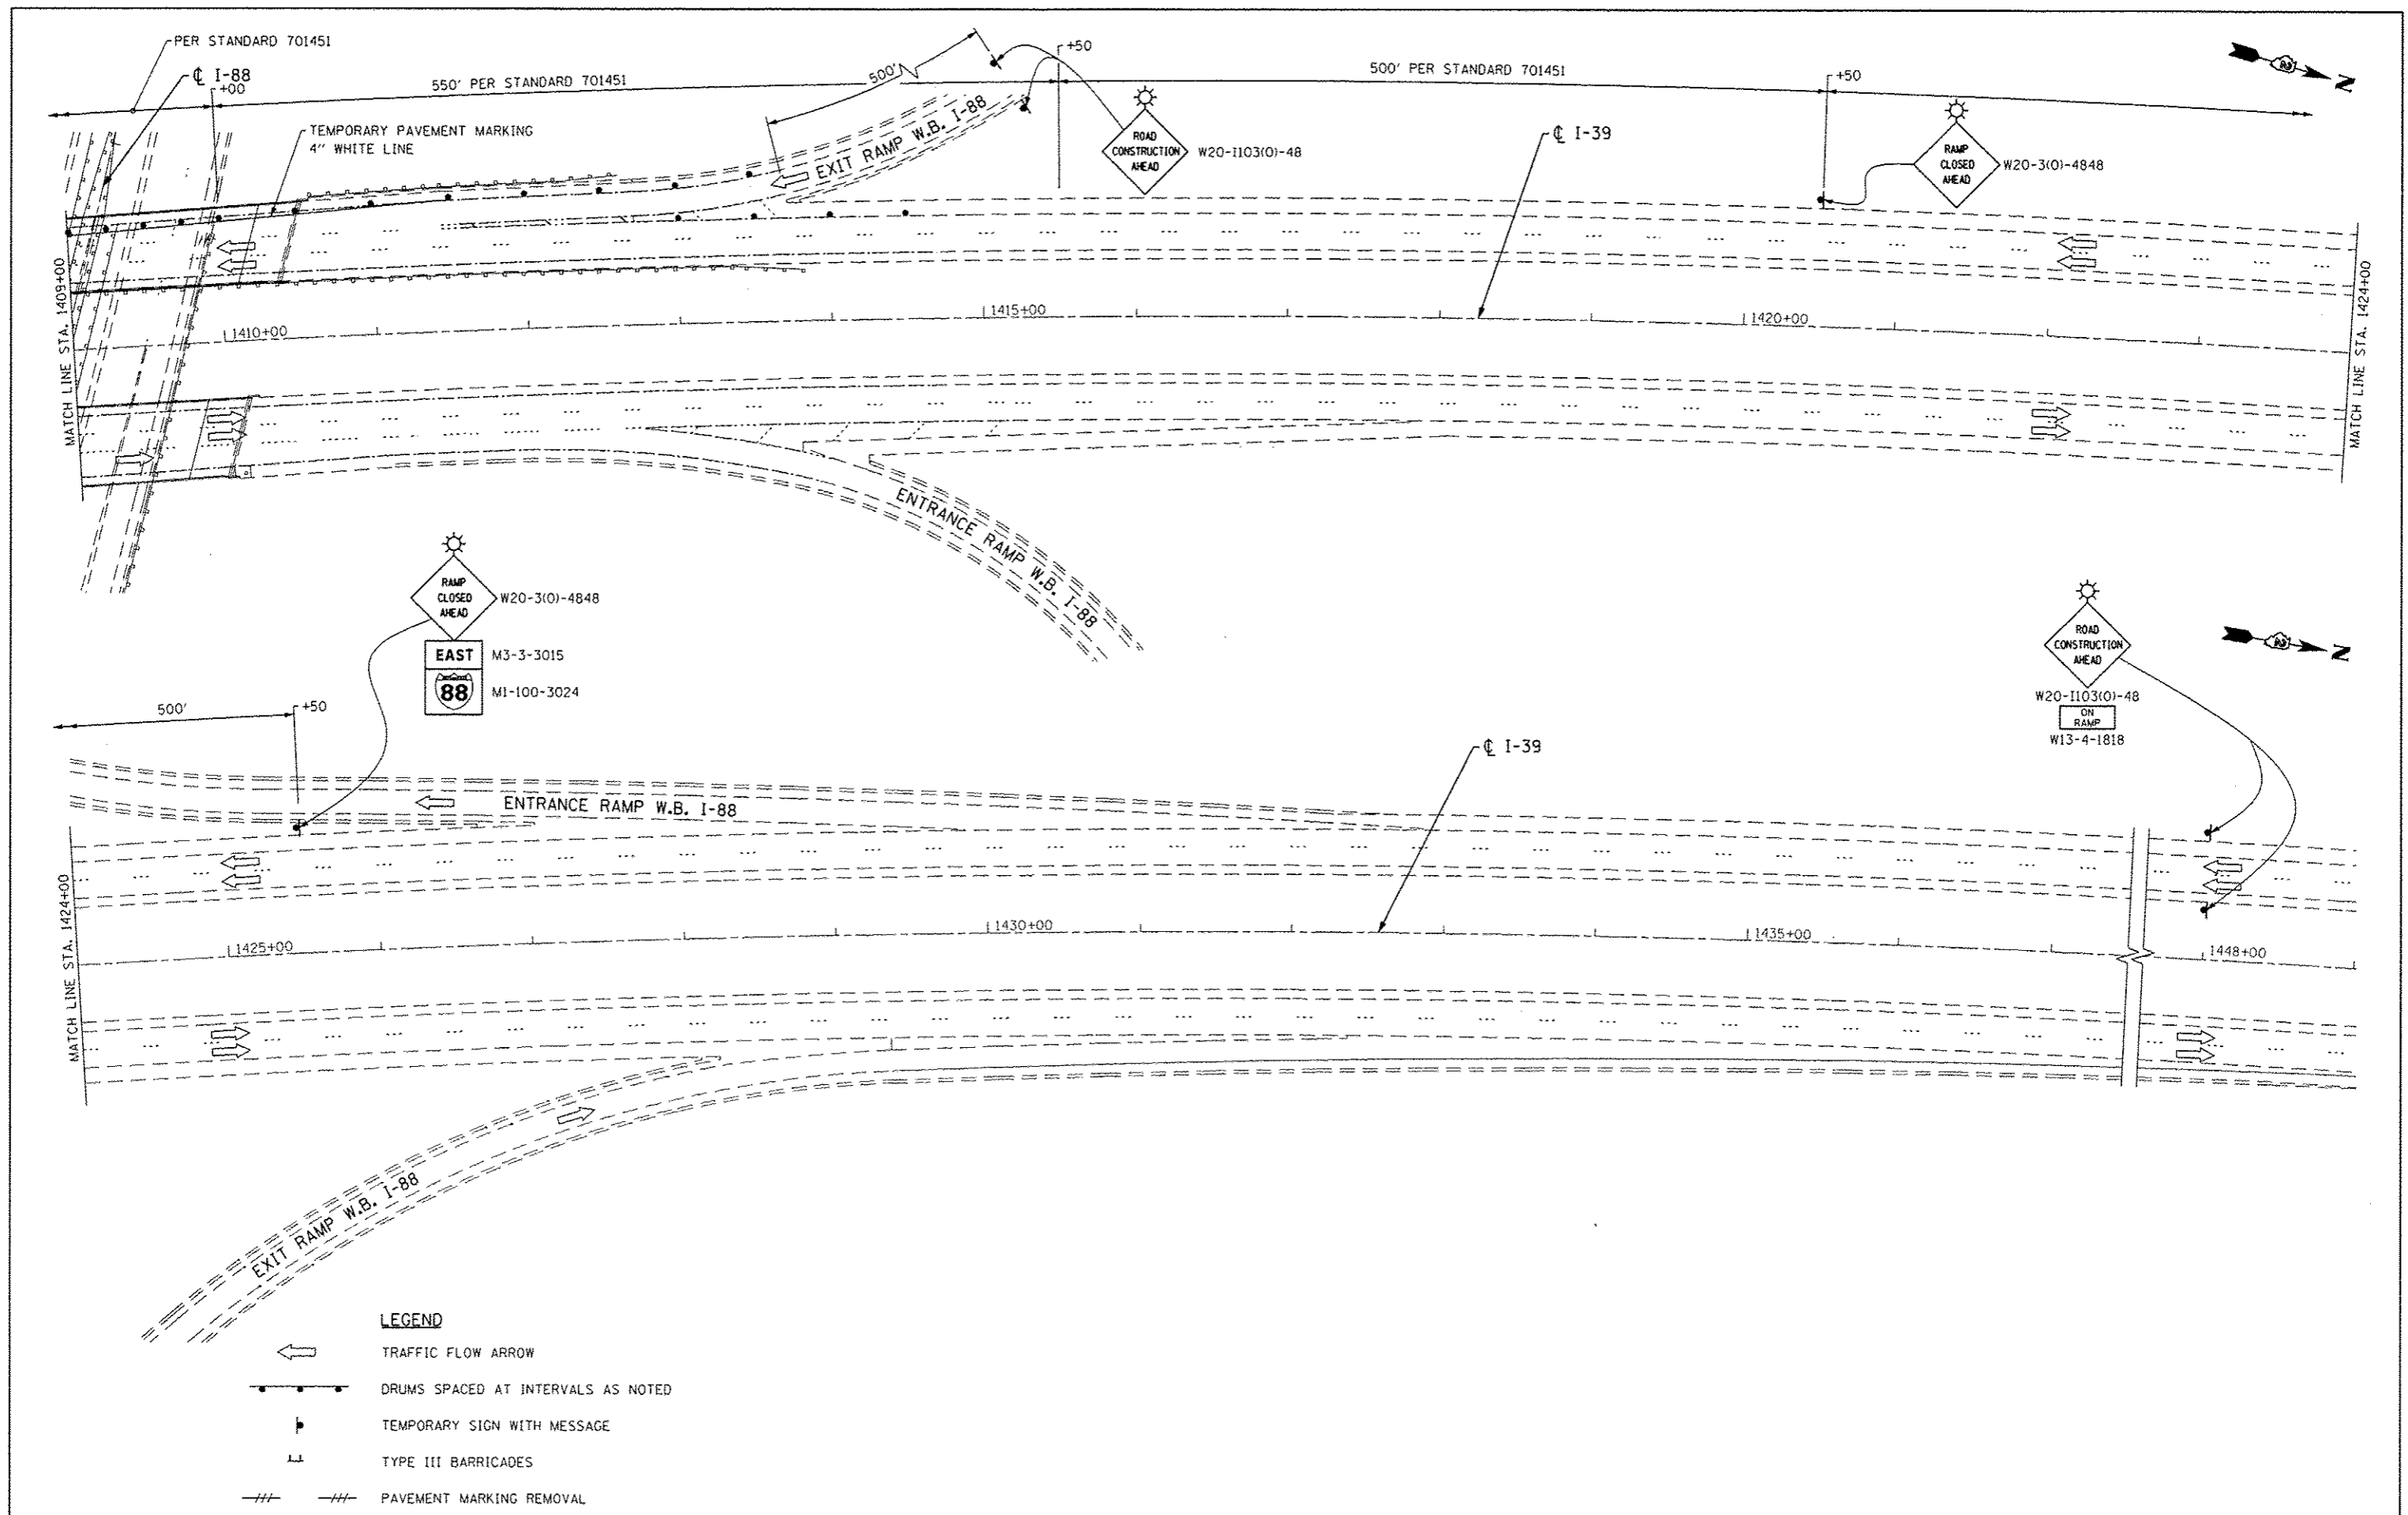 PER STANDARD 701451
℄ I-88
+00
550' PER STANDARD 701451
500'
+50
500' PER STANDARD 701451
+50
N
TEMPORARY PAVEMENT MARKING
4" WHITE LINE
EXIT RAMP W.B. I-88
ROAD
CONSTRUCTION
AHEAD
W20-I103(O)-48
℄ I-39
RAMP
CLOSED
AHEAD
W20-3(O)-4848
MATCH LINE STA. 1409+00
1410+00
1415+00
1420+00
MATCH LINE STA. 1424+00
ENTRANCE RAMP W.B. I-88
RAMP
CLOSED
AHEAD
W20-3(O)-4848
EAST
M3-3-3015
88
M1-100-3024
ROAD
CONSTRUCTION
AHEAD
W20-I103(O)-48
ON
RAMP
W13-4-1818
N
500'
+50
℄ I-39
ENTRANCE RAMP W.B. I-88
MATCH LINE STA. 1424+00
1425+00
1430+00
1435+00
1448+00
EXIT RAMP W.B. I-88
LEGEND
TRAFFIC FLOW ARROW
DRUMS SPACED AT INTERVALS AS NOTED
TEMPORARY SIGN WITH MESSAGE
TYPE III BARRICADES
PAVEMENT MARKING REMOVAL